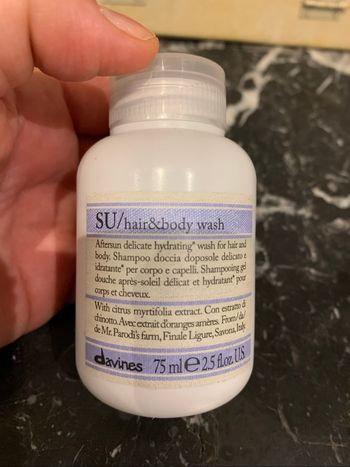 SU/hair&body wash
Aftersun delicate hydrating* wash for hair and
body. Shampoo doccia doposole delicato e
idratante* per corpo e capelli. Shampooing gel
douche après-soleil délicat et hydratant* pour
corps et cheveux.
With citrus myrtifolia extract. Con estratto di
chinotto. Avec extrait d'oranges amères. From/da/
de Mr. Parodi's farm, Finale Ligure, Savona, Italy.
davines 75 ml ℮ 2.5 fl.oz. US